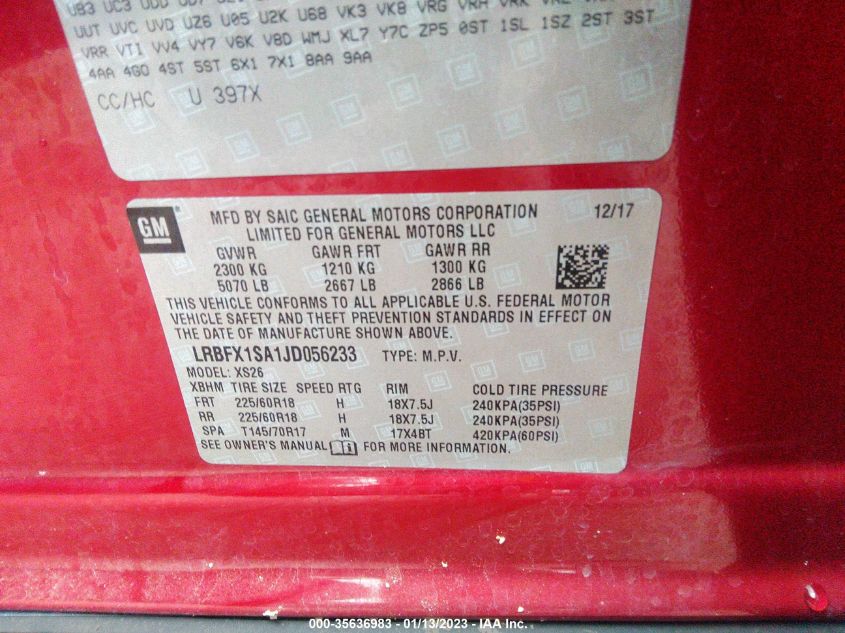 UB3 UC3 UDD
UUT UVC UVD UZ6 U05 U2K U68 VK3 VK8 VRG VRH VRK
VRR VT1 VV4 VY7 V6K V8D WMJ XL7 Y7C ZP5 0ST 1SL 1SZ 2ST 3ST
4AA 4G0 4ST 5ST 6X1 7X1 8AA 9AA
CC/HC U 397X
GM MFD BY SAIC GENERAL MOTORS CORPORATION 12/17
LIMITED FOR GENERAL MOTORS LLC
GVWR GAWR FRT GAWR RR
2300 KG 1210 KG 1300 KG
5070 LB 2667 LB 2866 LB
THIS VEHICLE CONFORMS TO ALL APPLICABLE U.S. FEDERAL MOTOR
VEHICLE SAFETY AND THEFT PREVENTION STANDARDS IN EFFECT ON
THE DATE OF MANUFACTURE SHOWN ABOVE.
LRBFX1SA1JD056233 TYPE: M.P.V.
MODEL: XS26
XBHM TIRE SIZE SPEED RTG RIM COLD TIRE PRESSURE
FRT 225/60R18 H 18X7.5J 240KPA(35PSI)
RR 225/60R18 H 18X7.5J 240KPA(35PSI)
SPA T145/70R17 M 17X4BT 420KPA(60PSI)
SEE OWNER'S MANUAL FOR MORE INFORMATION.
000-35636983 - 01/13/2023 - IAA Inc.